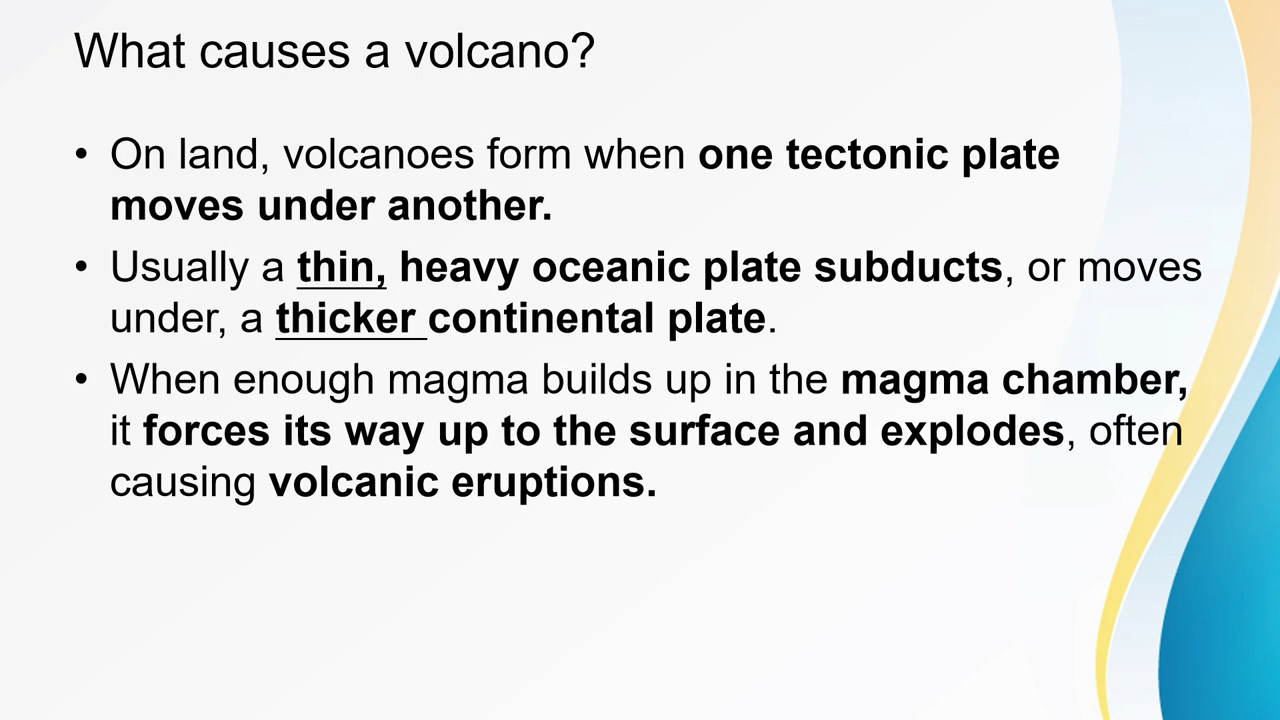 What causes a volcano?
• On land, volcanoes form when one tectonic plate
moves under another.
• Usually a thin, heavy oceanic plate subducts, or moves
under, a thicker continental plate.
• When enough magma builds up in the magma chamber,
it forces its way up to the surface and explodes, often
causing volcanic eruptions.